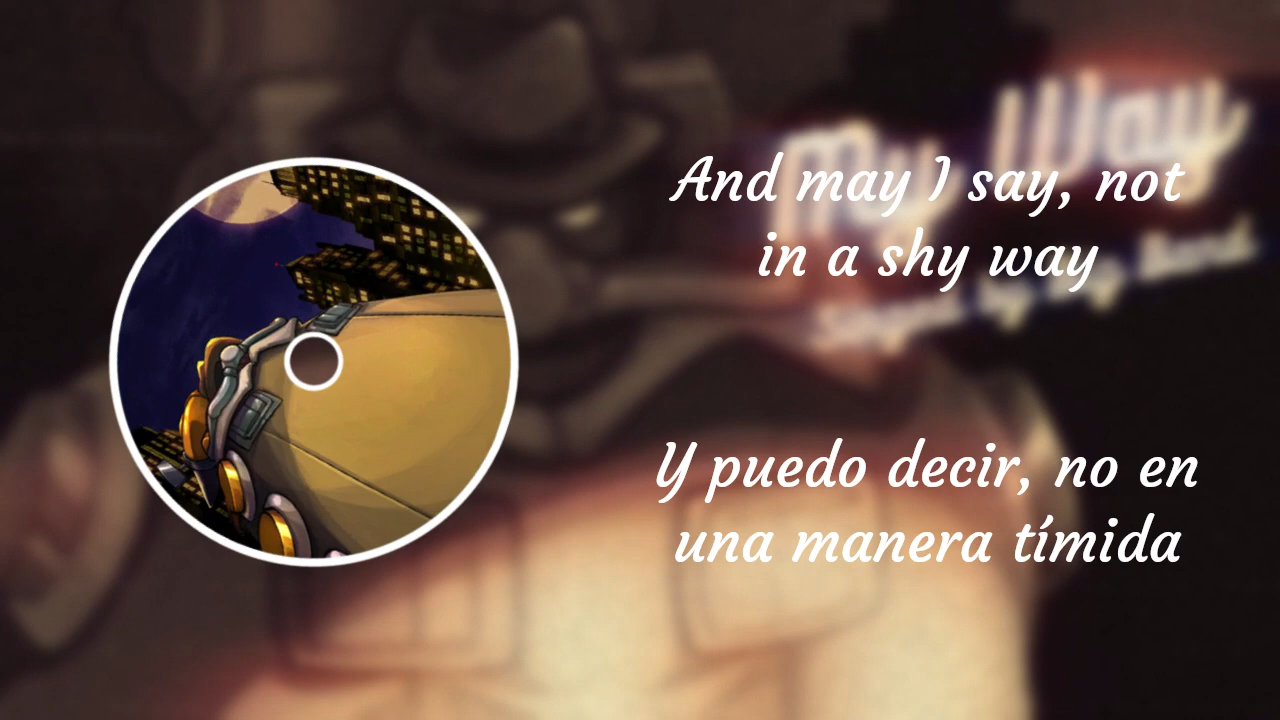 My Way
And may I say, not
in a shy way
Y puedo decir, no en
una manera tímida